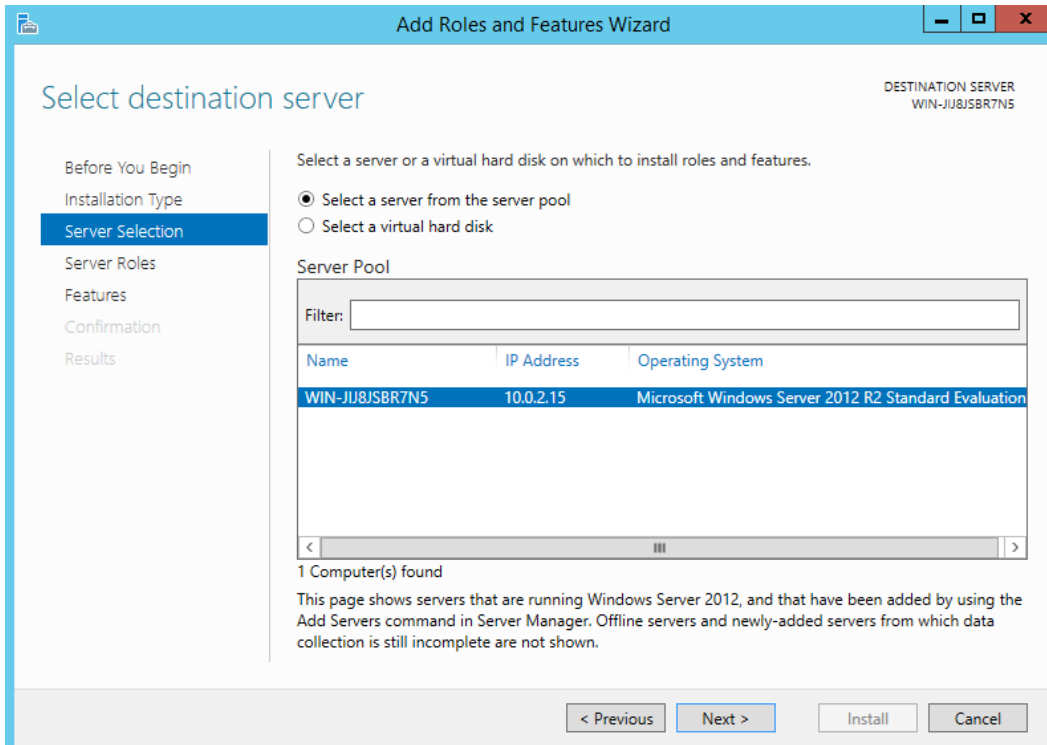 Add Roles and Features Wizard
Select destination server
DESTINATION SERVER
WIN-JIJ8JSBR7N5
Before You Begin
Installation Type
Server Selection
Server Roles
Features
Confirmation
Results
Select a server or a virtual hard disk on which to install roles and features.
Select a server from the server pool
Select a virtual hard disk
Server Pool
Filter:
Name IP Address Operating System
WIN-JIJ8JSBR7N5 10.0.2.15 Microsoft Windows Server 2012 R2 Standard Evaluation
1 Computer(s) found
This page shows servers that are running Windows Server 2012, and that have been added by using the
Add Servers command in Server Manager. Offline servers and newly-added servers from which data
collection is still incomplete are not shown.
< Previous Next > Install Cancel